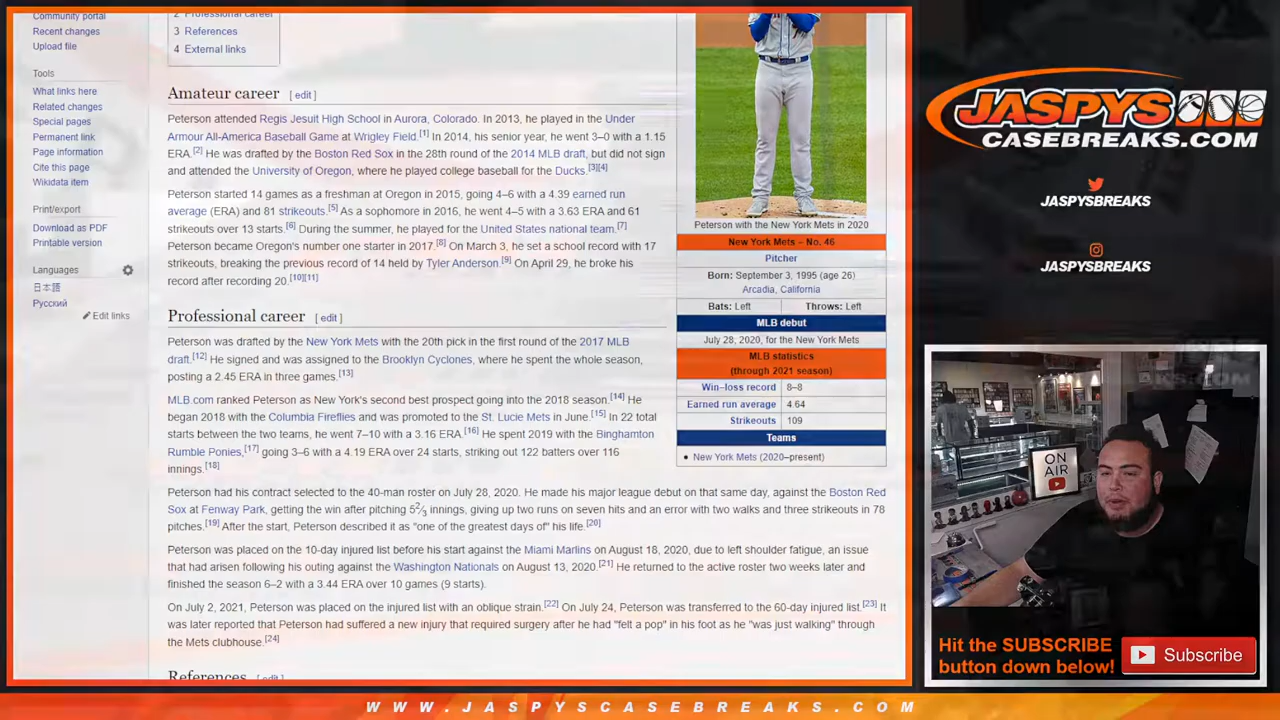 Community portal
Recent changes
Upload file
Tools
What links here
Related changes
Special pages
Permanent link
Page information
Cite this page
Wikidata item
Print/export
Download as PDF
Printable version
Languages
日本語
Русский
Edit links
2 Professional career
3 References
4 External links
Amateur career [ edit ]
Peterson attended Regis Jesuit High School in Aurora, Colorado. In 2013, he played in the Under
Armour All-America Baseball Game at Wrigley Field.[1] In 2014, his senior year, he went 3–0 with a 1.15
ERA.[2] He was drafted by the Boston Red Sox in the 28th round of the 2014 MLB draft, but did not sign
and attended the University of Oregon, where he played college baseball for the Ducks.[3][4]
Peterson started 14 games as a freshman at Oregon in 2015, going 4–6 with a 4.39 earned run
average (ERA) and 81 strikeouts.[5] As a sophomore in 2016, he went 4–5 with a 3.63 ERA and 61
strikeouts over 13 starts.[6] During the summer, he played for the United States national team.[7]
Peterson became Oregon's number one starter in 2017.[8] On March 3, he set a school record with 17
strikeouts, breaking the previous record of 14 held by Tyler Anderson.[9] On April 29, he broke his
record after recording 20.[10][11]
Professional career [ edit ]
Peterson was drafted by the New York Mets with the 20th pick in the first round of the 2017 MLB
draft.[12] He signed and was assigned to the Brooklyn Cyclones, where he spent the whole season,
posting a 2.45 ERA in three games.[13]
MLB.com ranked Peterson as New York's second best prospect going into the 2018 season.[14] He
began 2018 with the Columbia Fireflies and was promoted to the St. Lucie Mets in June.[15] In 22 total
starts between the two teams, he went 7–10 with a 3.16 ERA.[16] He spent 2019 with the Binghamton
Rumble Ponies,[17] going 3–6 with a 4.19 ERA over 24 starts, striking out 122 batters over 116
innings.[18]
Peterson had his contract selected to the 40-man roster on July 28, 2020. He made his major league debut on that same day, against the Boston Red
Sox at Fenway Park, getting the win after pitching 5 2⁄3 innings, giving up two runs on seven hits and an error with two walks and three strikeouts in 78
pitches.[19] After the start, Peterson described it as "one of the greatest days of" his life.[20]
Peterson was placed on the 10-day injured list before his start against the Miami Marlins on August 18, 2020, due to left shoulder fatigue, an issue
that had arisen following his outing against the Washington Nationals on August 13, 2020.[21] He returned to the active roster two weeks later and
finished the season 6–2 with a 3.44 ERA over 10 games (9 starts).
On July 2, 2021, Peterson was placed on the injured list with an oblique strain.[22] On July 24, Peterson was transferred to the 60-day injured list.[23] It
was later reported that Peterson had suffered a new injury that required surgery after he had "felt a pop" in his foot as he "was just walking" through
the Mets clubhouse.[24]
References [ edit ]
Peterson with the New York Mets in 2020
New York Mets – No. 46
Pitcher
Born: September 3, 1995 (age 26)
Arcadia, California
Bats: Left Throws: Left
MLB debut
July 28, 2020, for the New York Mets
MLB statistics
(through 2021 season)
Win–loss record 8–8
Earned run average 4.64
Strikeouts 109
Teams
• New York Mets (2020–present)
JASPYS
CASEBREAKS.COM
JASPYSBREAKS
JASPYSBREAKS
ON
AIR
Hit the SUBSCRIBE
button down below!
Subscribe
WWW.JASPYSCASEBREAKS.COM